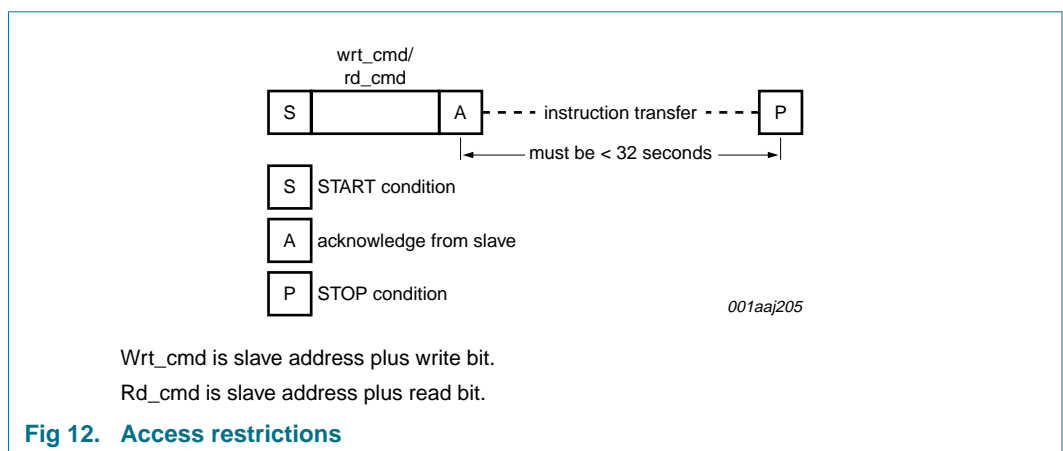 wrt_cmd/
rd_cmd
S A instruction transfer P
must be < 32 seconds
S START condition
A acknowledge from slave
P STOP condition
001aaj205
Wrt_cmd is slave address plus write bit.
Rd_cmd is slave address plus read bit.
Fig 12. Access restrictions